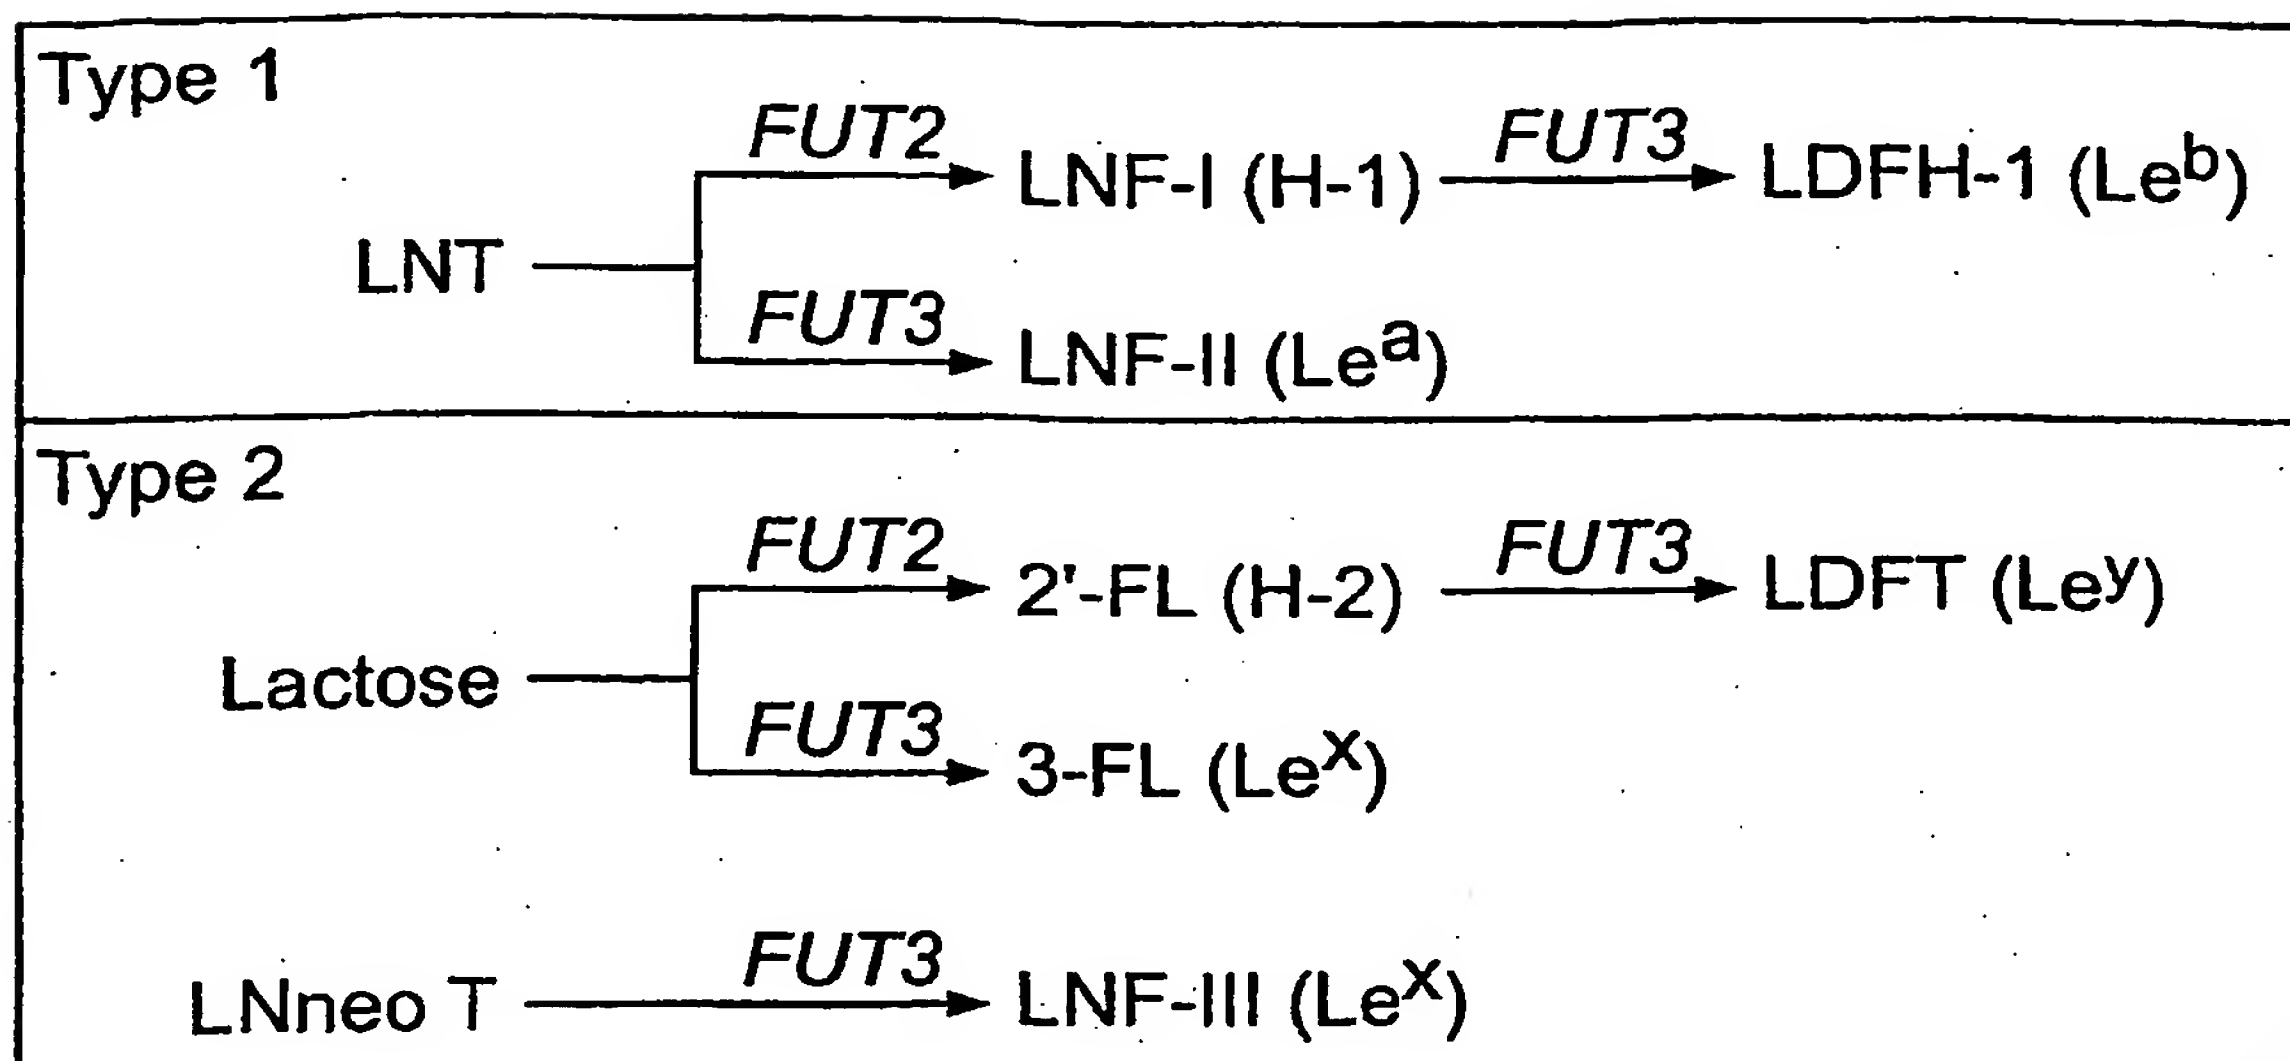 Type 1
FUT2 FUT3
LNF-I (H-1) LDFH-1 (Le^b)
LNT
FUT3
LNF-II (Le^a)
Type 2
FUT2 FUT3
2'-FL (H-2) LDFT (Le^y)
Lactose
FUT3
3-FL (Le^x)
FUT3
LNneo T LNF-III (Le^x)